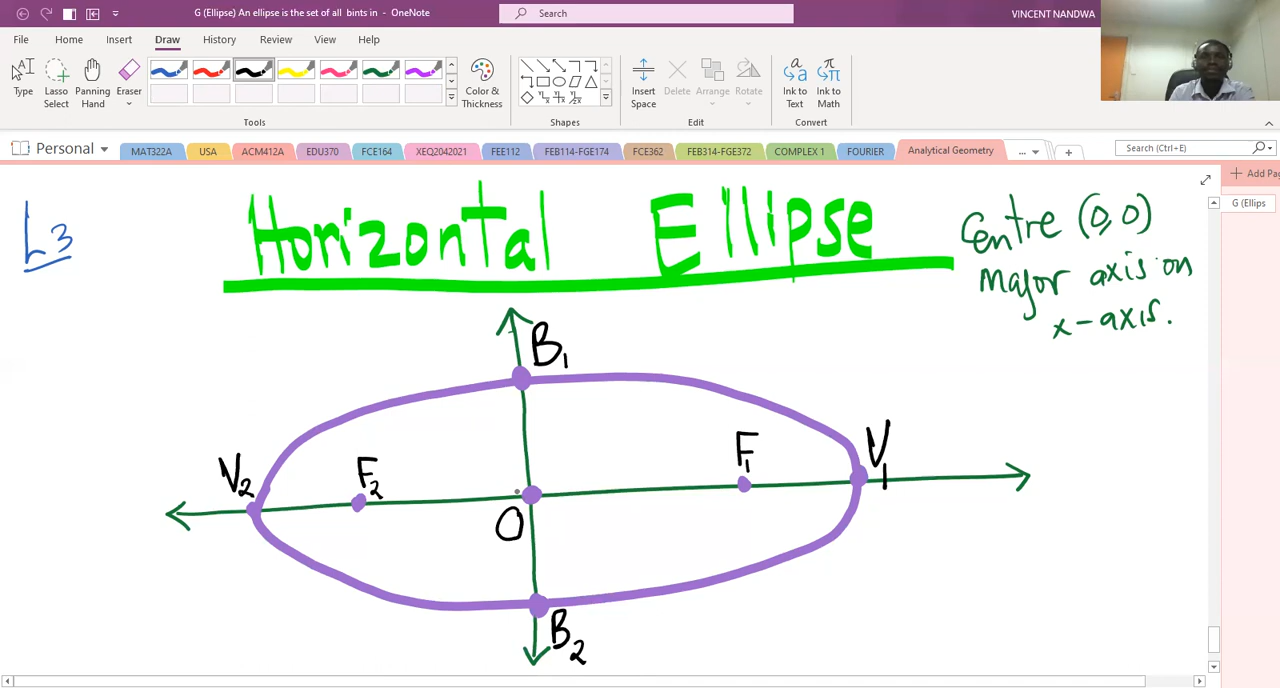 G (Ellipse) An ellipse is the set of all bints in - OneNote
Search
VINCENT NANDWA
File Home Insert Draw History Review View Help
Type
Lasso Select
Panning Hand
Eraser
Color & Thickness
Insert Space
Delete
Arrange
Rotate
Ink to Text
Ink to Math
Tools
Shapes
Edit
Convert
Personal
MAT322A USA ACM412A EDU370 FCE164 XEQ2042021 FEE112 FEB114-FGE174 FCE362 FEB314-FGE372 COMPLEX 1 FOURIER Analytical Geometry ...
Search (Ctrl+E)
Add Pag
G (Ellips
L3
Horizontal Ellipse
Centre (0,0)
major axis on
x-axis.
B1
V2
F2
F1
V1
O
B2